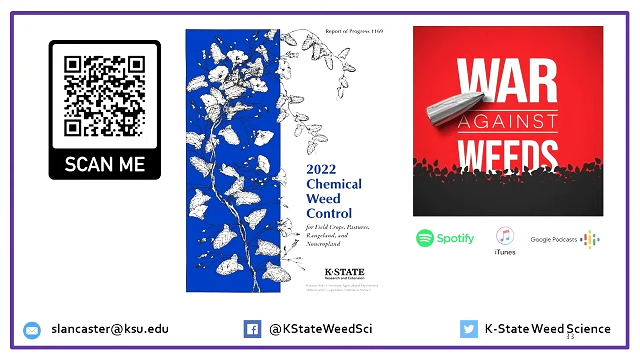 SCAN ME
Report of Progress 1169
2022
Chemical
Weed
Control
for Field Crops, Pastures,
Rangeland, and
Noncropland
K-STATE
Research and Extension
WAR
AGAINST
WEEDS
Spotify
iTunes
Google Podcasts
slancaster@ksu.edu
@KStateWeedSci
K-State Weed Science
13